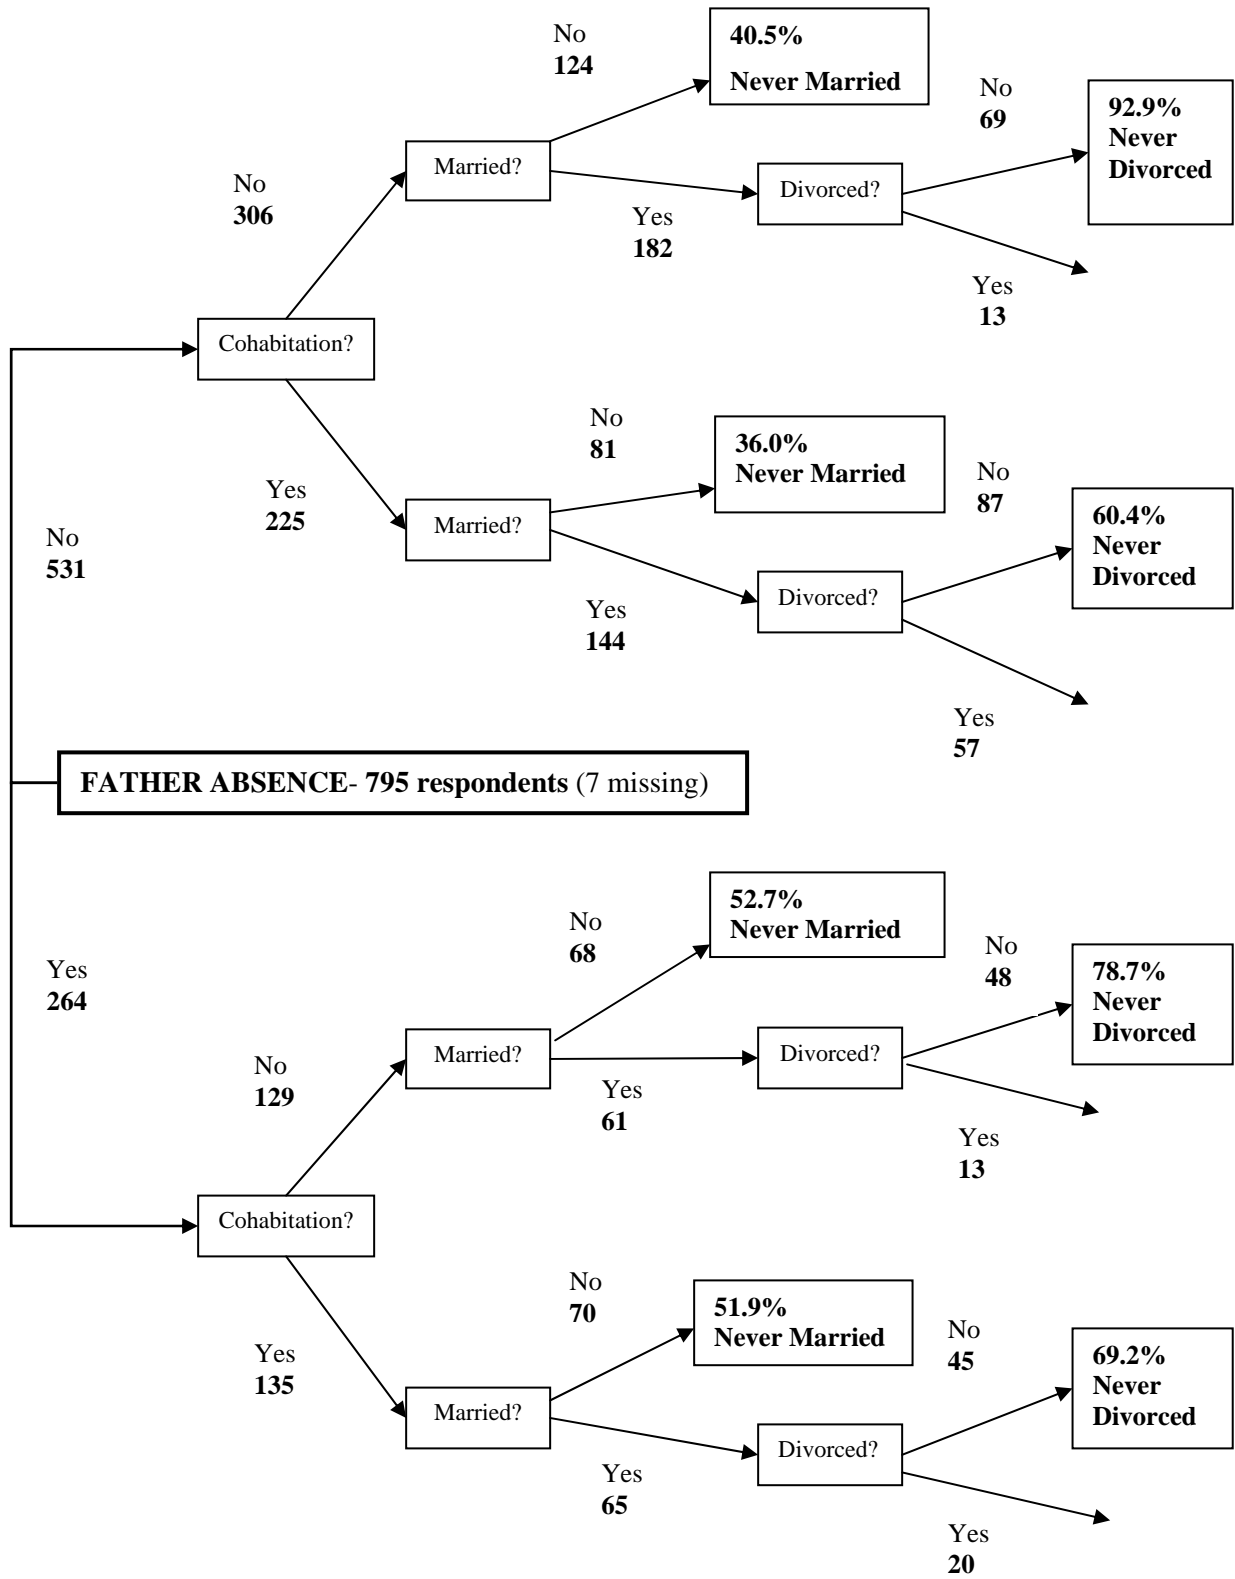 No
124
40.5%
Never Married
No
69
92.9%
Never
Divorced
Married?
Divorced?
No
306
Yes
182
Yes
13
Cohabitation?
No
81
36.0%
Never Married
No
87
60.4%
Never
Divorced
Yes
225
Married?
No
531
Divorced?
Yes
144
Yes
57
FATHER ABSENCE- 795 respondents (7 missing)
No
68
52.7%
Never Married
No
48
78.7%
Never
Divorced
Yes
264
Married?
Divorced?
No
129
Yes
61
Yes
13
Cohabitation?
No
70
51.9%
Never Married
No
45
69.2%
Never
Divorced
Yes
135
Married?
Divorced?
Yes
65
Yes
20